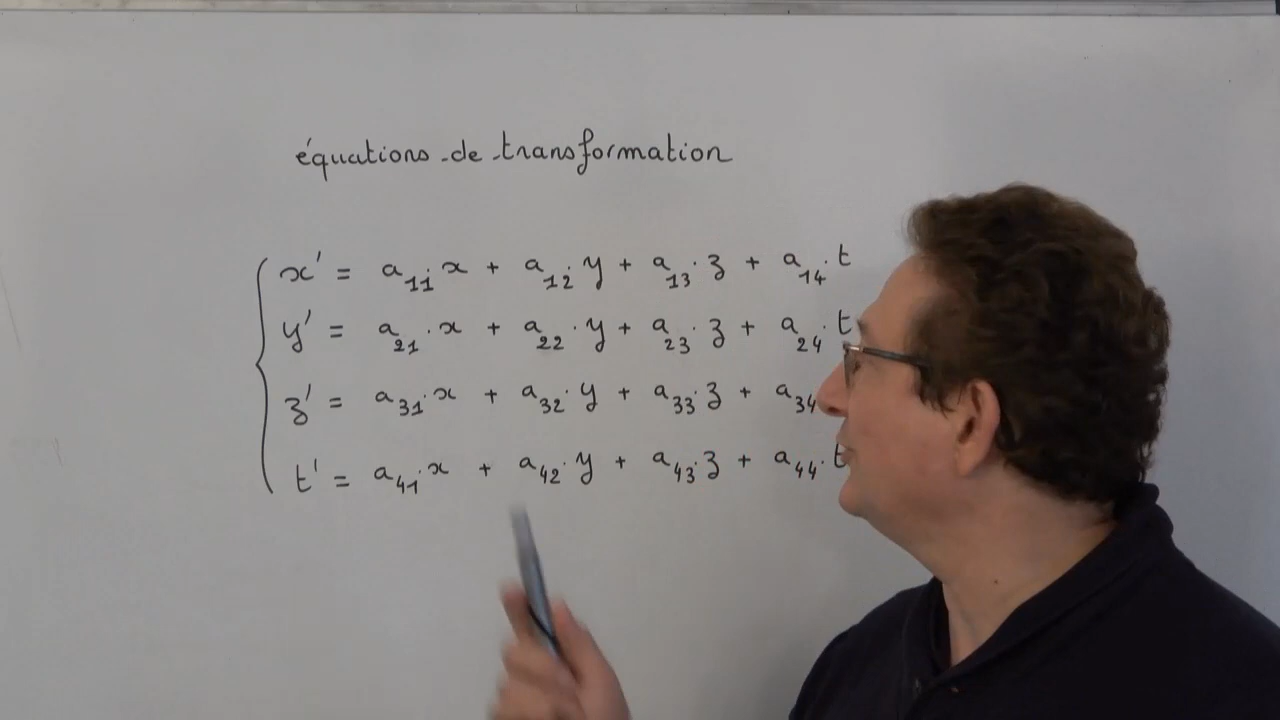 équations de transformation
x' = a₁₁·x + a₁₂·y + a₁₃·z + a₁₄·t
y' = a₂₁·x + a₂₂·y + a₂₃·z + a₂₄·t
z' = a₃₁·x + a₃₂·y + a₃₃·z + a₃₄
t' = a₄₁·x + a₄₂·y + a₄₃·z + a₄₄·t